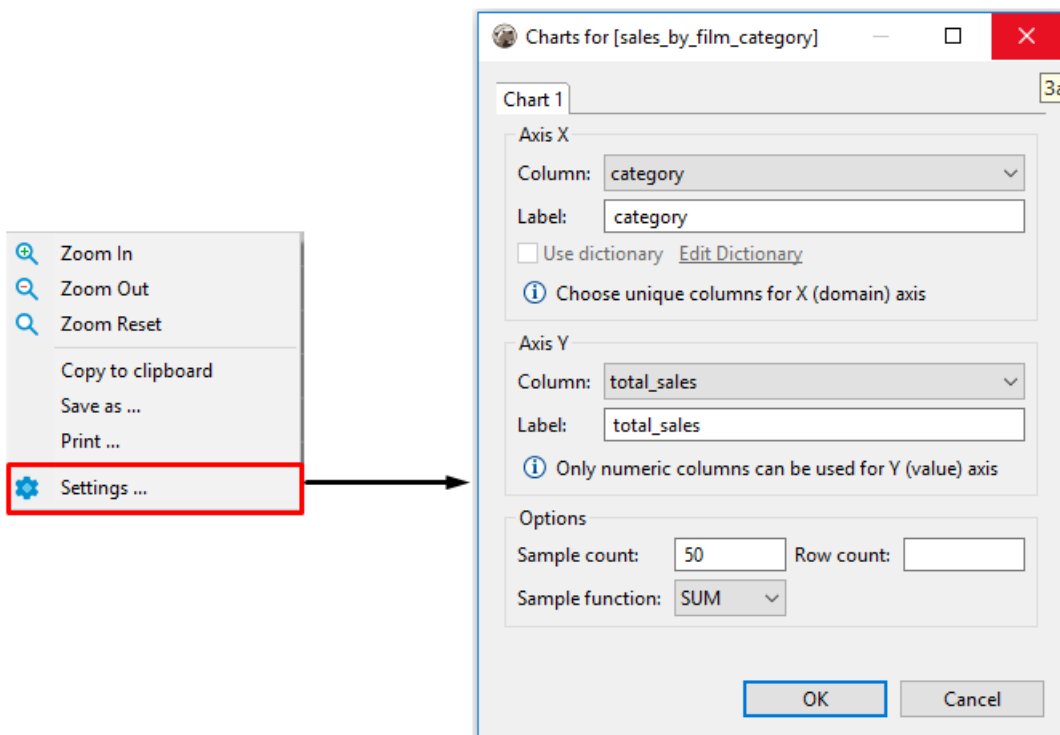 Zoom In
Zoom Out
Zoom Reset
Copy to clipboard
Save as ...
Print ...
Settings ...
Charts for [sales_by_film_category]
Chart 1
Axis X
Column: category
Label: category
Use dictionary Edit Dictionary
Choose unique columns for X (domain) axis
Axis Y
Column: total_sales
Label: total_sales
Only numeric columns can be used for Y (value) axis
Options
Sample count: 50 Row count:
Sample function: SUM
OK Cancel